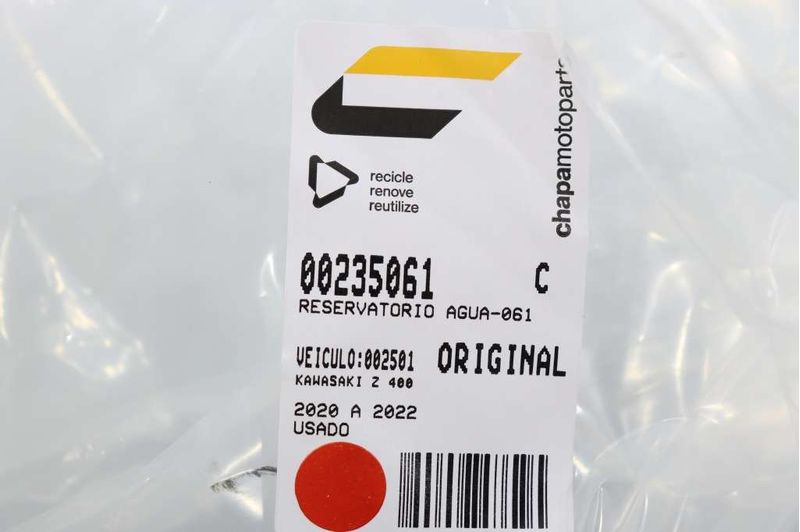 chapamotoparts
recicle
renove
reutilize
00235061 C
RESERVATORIO AGUA-061
VEICULO:002501 ORIGINAL
KAWASAKI Z 400
2020 A 2022
USADO